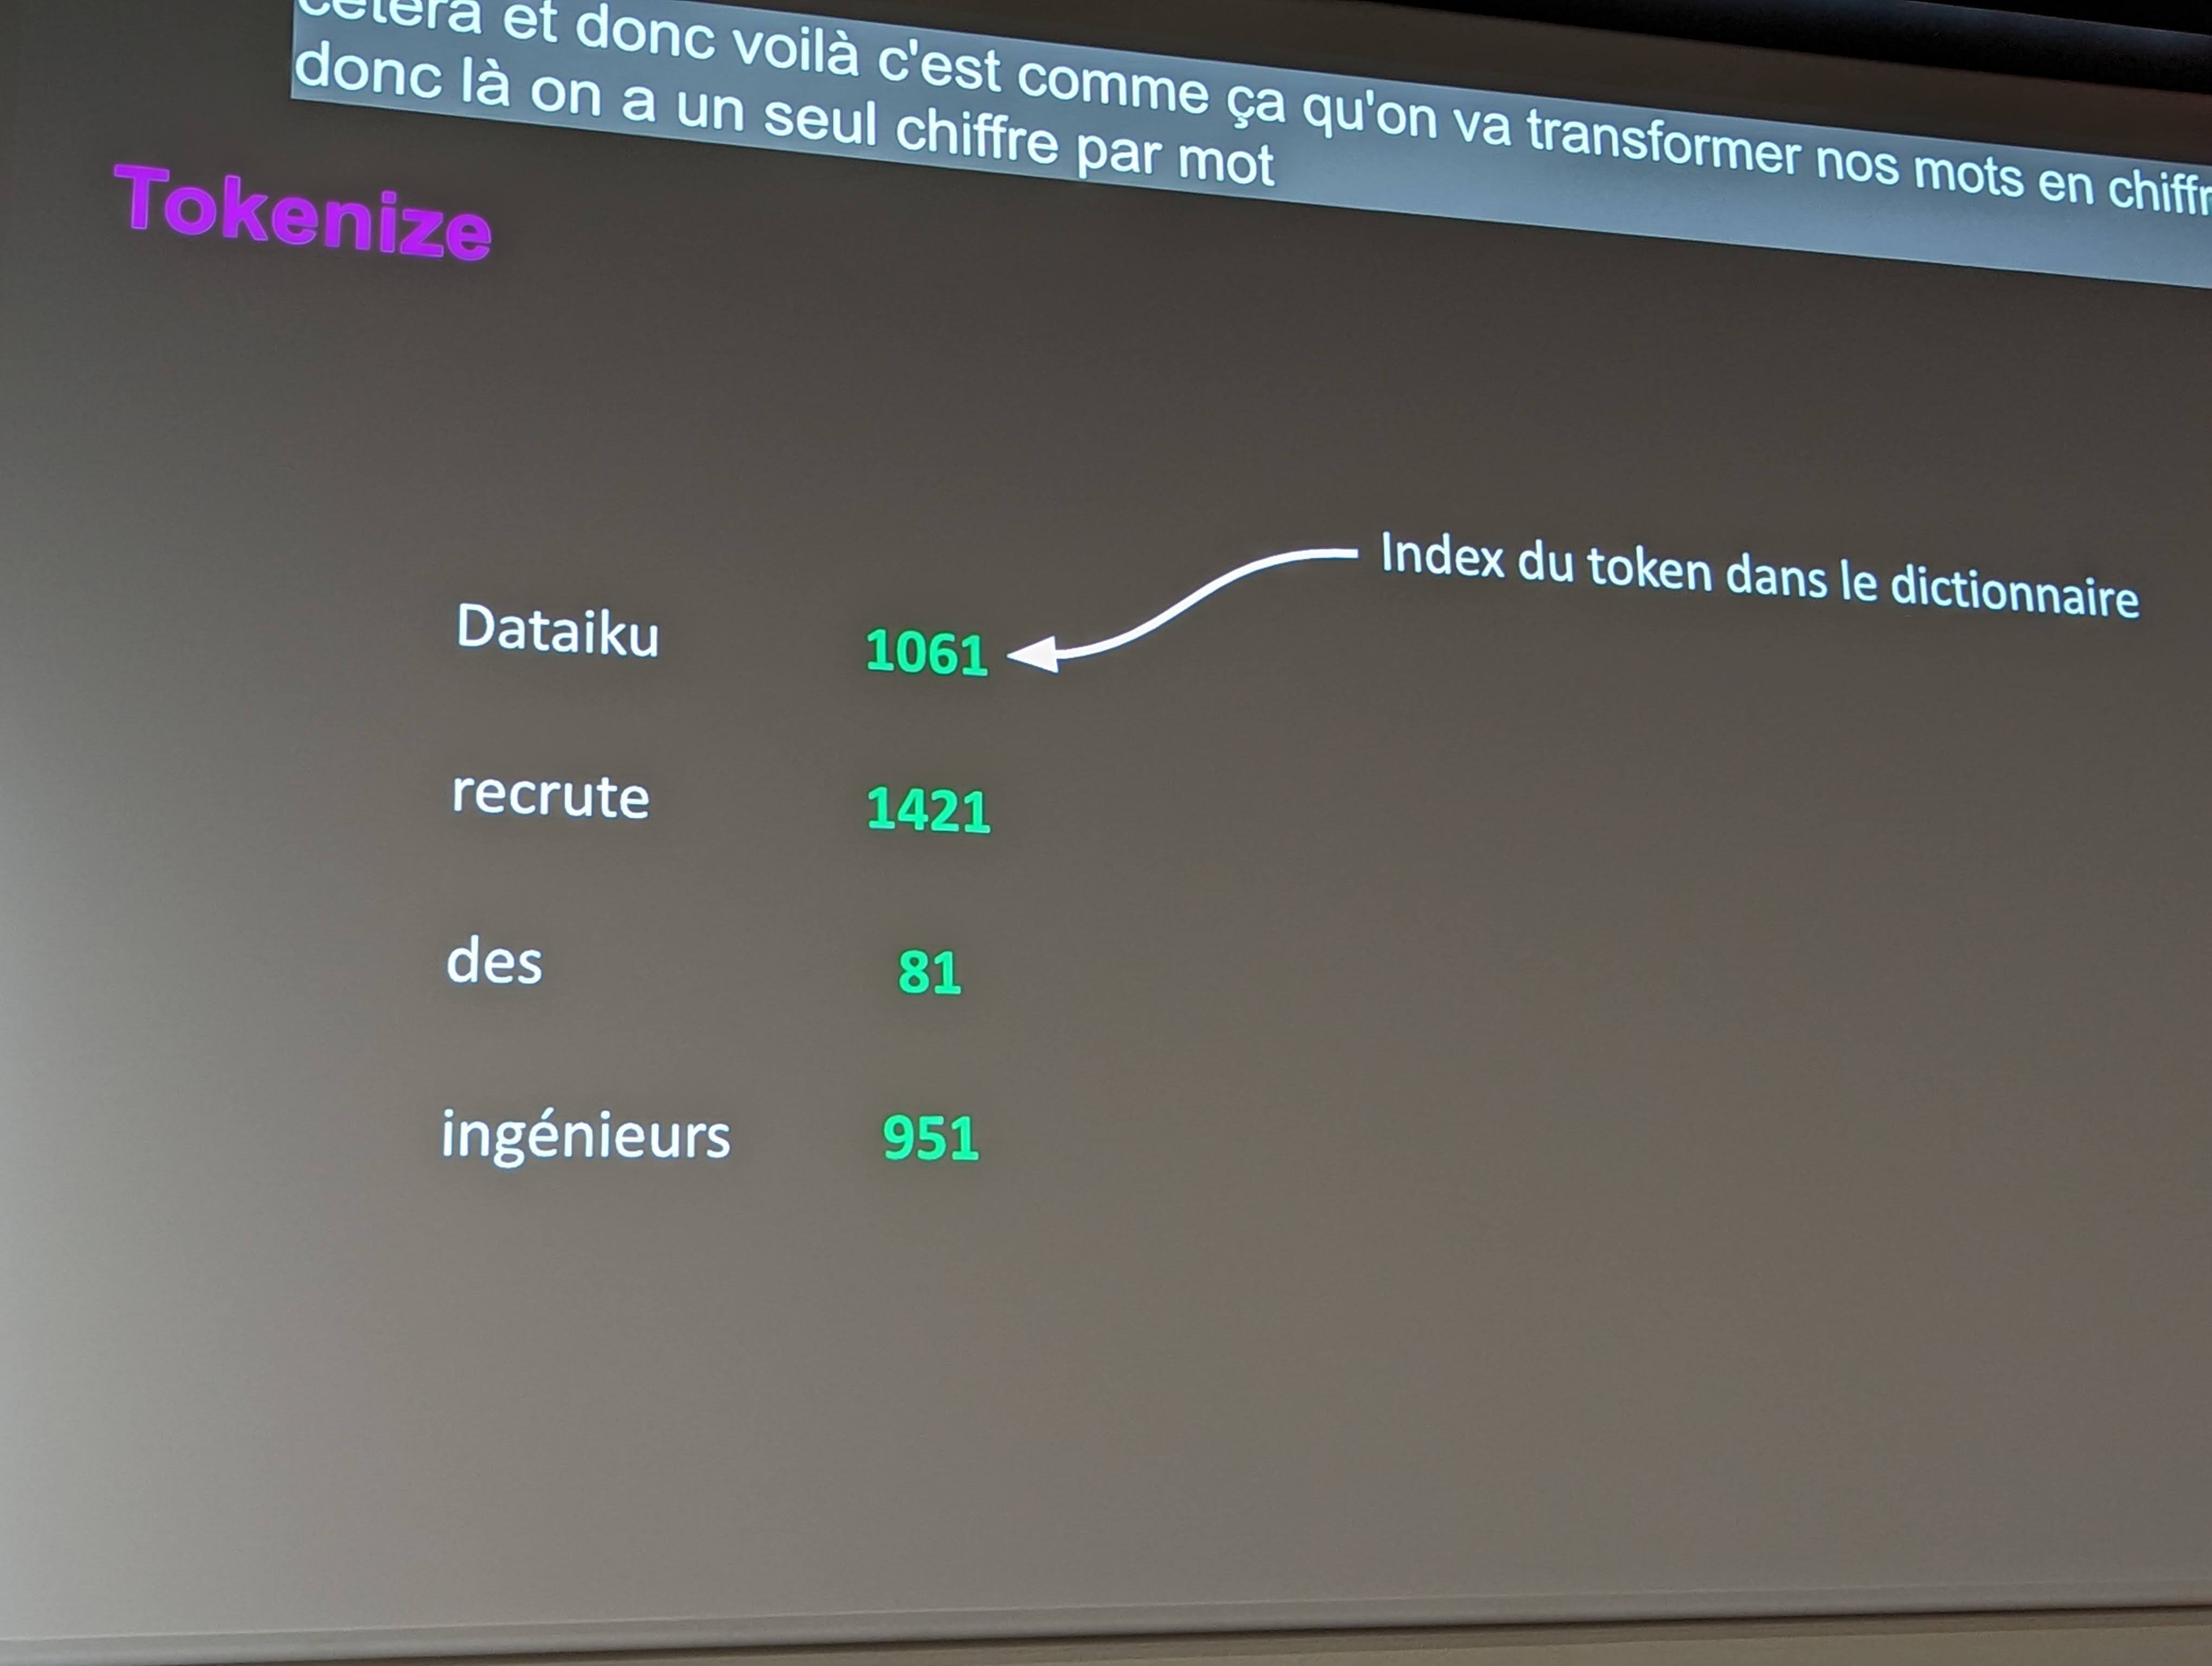 cetera et donc voilà c'est comme ça qu'on va transformer nos mots en chiffr
donc là on a un seul chiffre par mot
Tokenize
Index du token dans le dictionnaire
Dataiku 1061
recrute 1421
des 81
ingénieurs 951